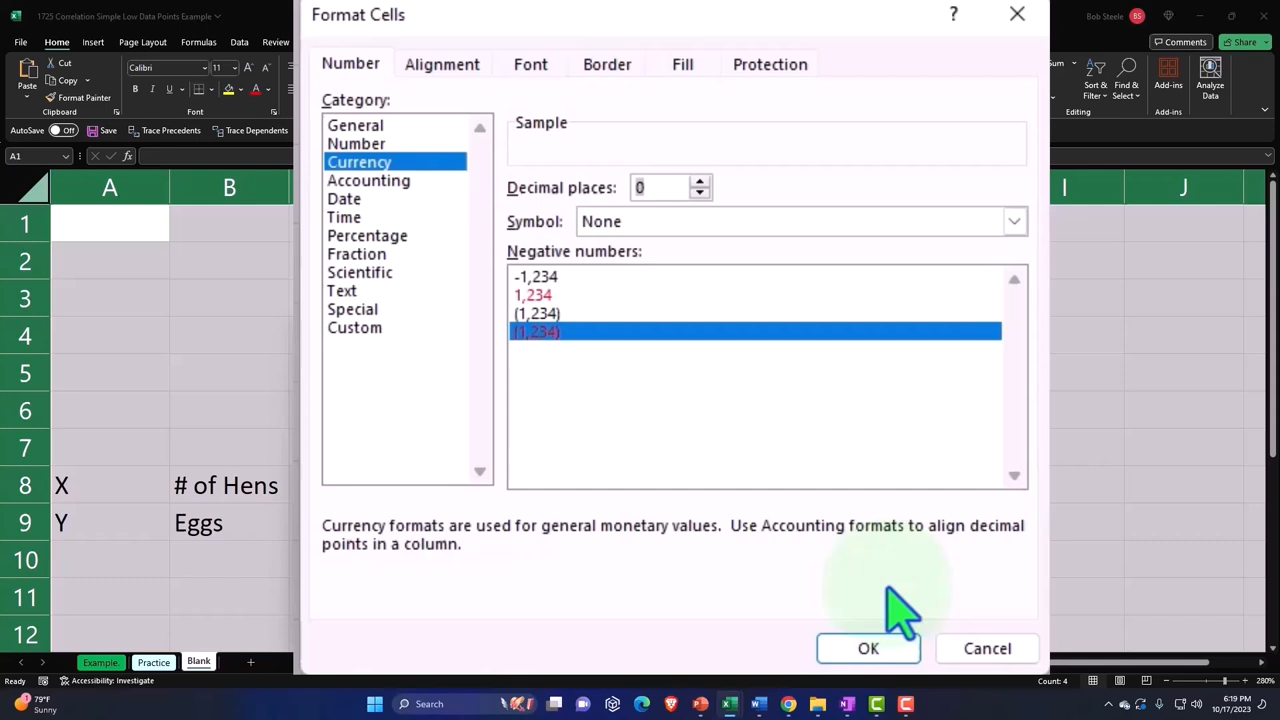 1725 Correlation Simple Low Data Points Examples
Format Cells
?
Bob Steele BS
File Home Insert Page Layout Formulas Data Review
Comments Share
Number Alignment Font Border Fill Protection
Paste
Cut
Copy
Format Painter
Clipboard
Calibri 11
B I U
Font
Sum
Sort & Filter
Find & Select
Editing
Add-ins
Add-ins
Analyze Data
AutoSave Off Save Trace Precedents Trace Dependents
A1 fx
Category:
General
Number
Currency
Accounting
Date
Time
Percentage
Fraction
Scientific
Text
Special
Custom
Sample
Decimal places: 0
Symbol: None
Negative numbers:
-1,234
1,234
(1,234)
(1,234)
Currency formats are used for general monetary values. Use Accounting formats to align decimal
points in a column.
OK Cancel
A B I J
1
2
3
4
5
6
7
8 X # of Hens
9 Y Eggs
10
11
12
Example. Practice Blank
Ready Accessibility: Investigate Count: 4 280%
79°F
Sunny
Search
6:19 PM
10/17/2023